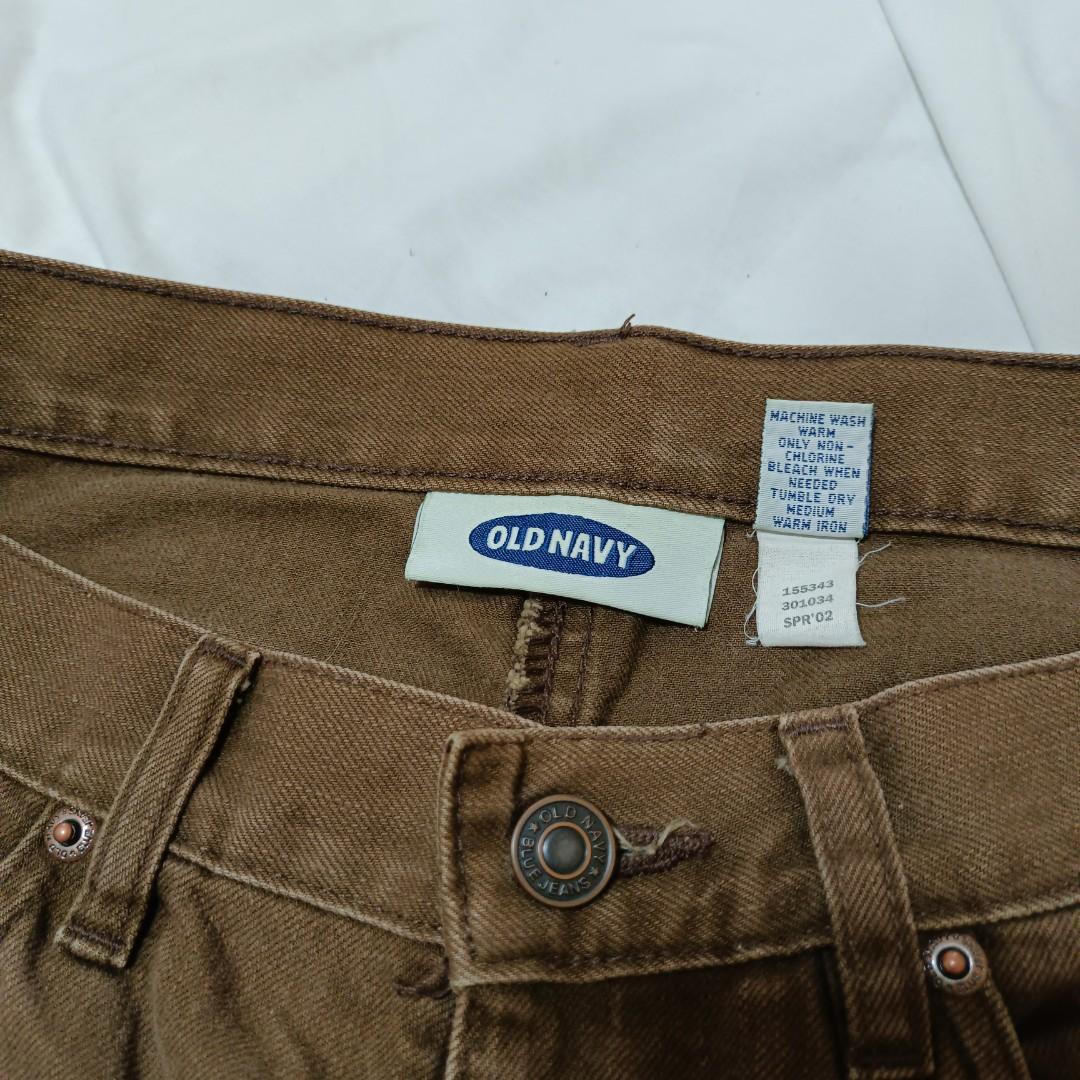 MACHINE WASH
WARM
ONLY NON-
CHLORINE
BLEACH WHEN
NEEDED
TUMBLE DRY
MEDIUM
WARM IRON
OLD NAVY
155343
301034
SPR'02
OLD NAVY
BLUE JEANS